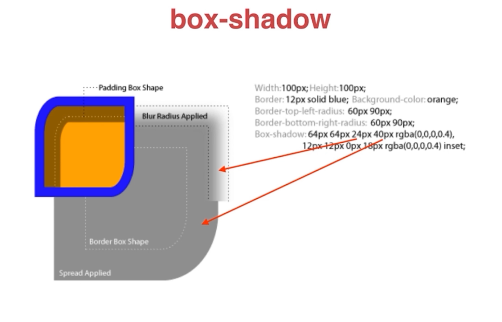 box-shadow
Padding Box Shape
Blur Radius Applied
Border Box Shape
Spread Applied
Width:100px; Height:100px;
Border: 12px solid blue; Background-color: orange;
Border-top-left-radius: 60px 90px;
Border-bottom-right-radius: 60px 90px;
Box-shadow: 64px 64px 24px 40px rgba(0,0,0,0.4),
12px 12px 0px 18px rgba(0,0,0,0.4) inset;